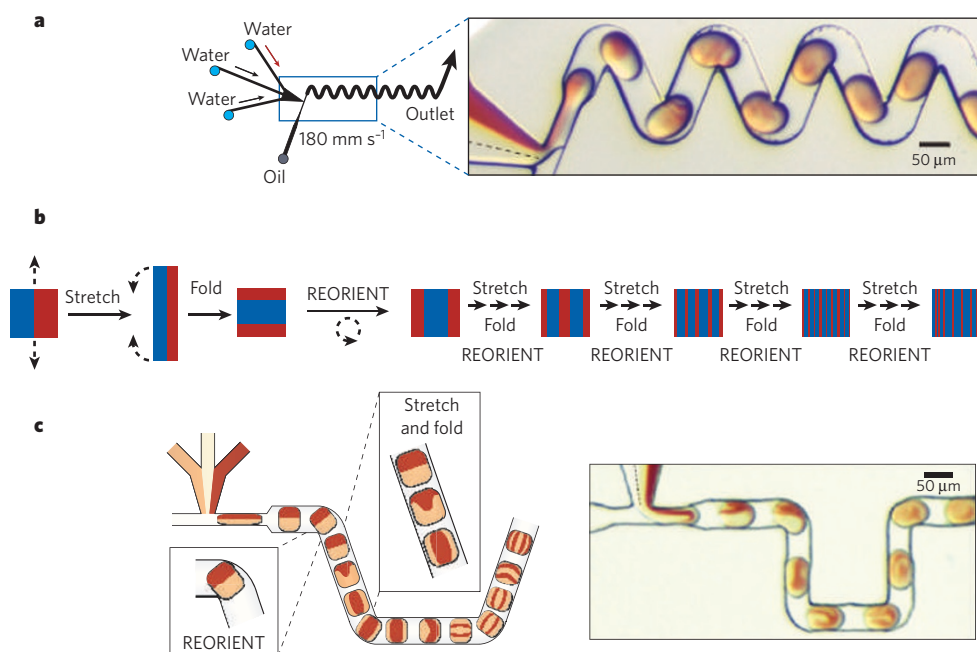 a
Water
Water
Water
180 mm s⁻¹
Oil
Outlet
50 µm
b
Stretch
Fold
REORIENT
Stretch
Fold
REORIENT
Stretch
Fold
REORIENT
Stretch
Fold
REORIENT
Stretch
Fold
REORIENT
c
Stretch
and fold
REORIENT
50 µm